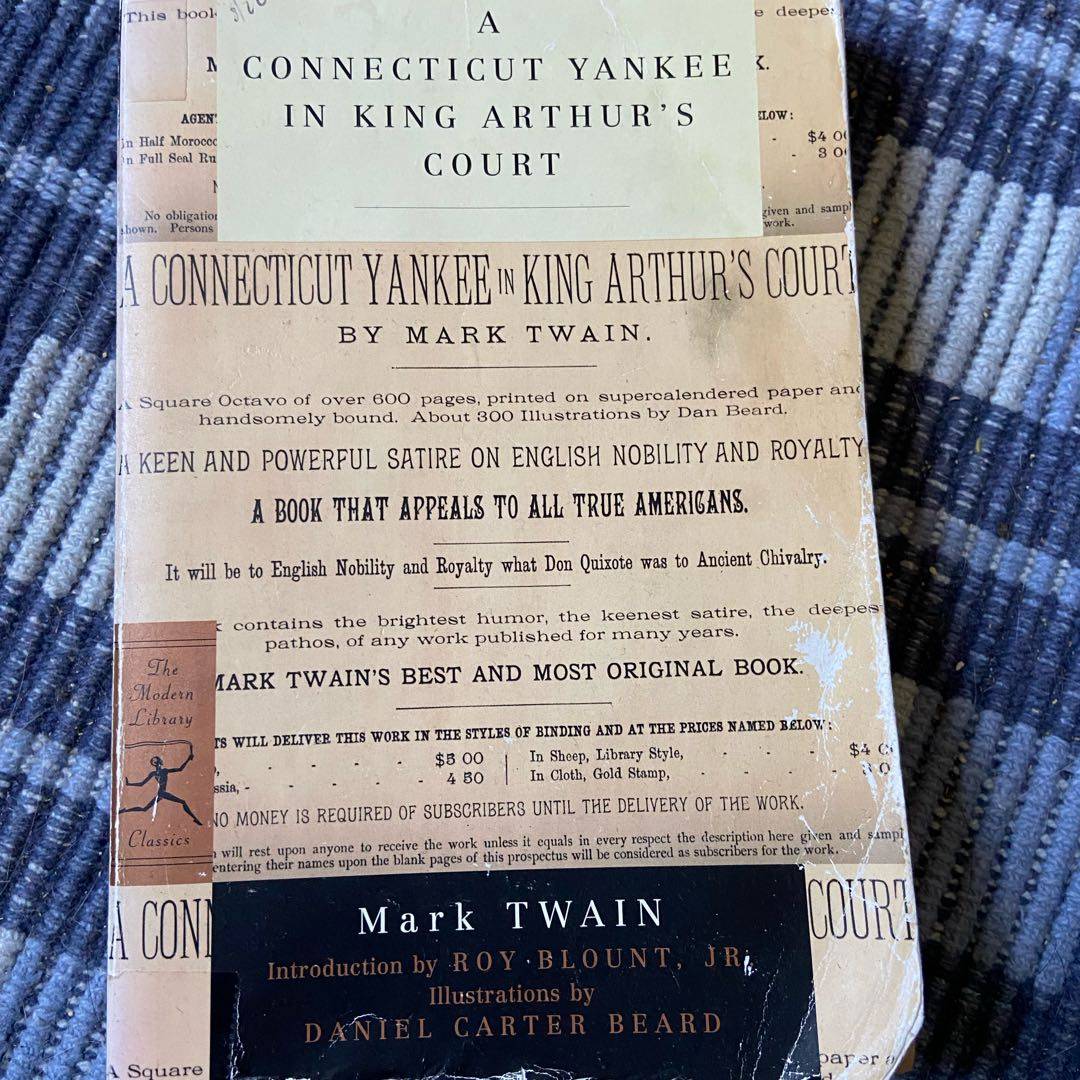 This book
e deepes
A
CONNECTICUT YANKEE
IN KING ARTHUR'S
COURT
K.
AGEN
ELOW:
in Half Morocco
$4 0
in Full Seal Ru
3 0
No obligation
given and sampl
shown. Persons
work.
A CONNECTICUT YANKEE IN KING ARTHUR'S COURT
BY MARK TWAIN.
A Square Octavo of over 600 pages, printed on supercalendered paper and
handsomely bound. About 300 Illustrations by Dan Beard.
A KEEN AND POWERFUL SATIRE ON ENGLISH NOBILITY AND ROYALTY
A BOOK THAT APPEALS TO ALL TRUE AMERICANS.
It will be to English Nobility and Royalty what Don Quixote was to Ancient Chivalry.
contains the brightest humor, the keenest satire, the deepes
pathos, of any work published for many years.
MARK TWAIN'S BEST AND MOST ORIGINAL BOOK.
TS WILL DELIVER THIS WORK IN THE STYLES OF BINDING AND AT THE PRICES NAMED BELOW:
$5 00 In Sheep, Library Style, $4 0
ssia, - 4 50 In Cloth, Gold Stamp, 3 0
NO MONEY IS REQUIRED OF SUBSCRIBERS UNTIL THE DELIVERY OF THE WORK.
will rest upon anyone to receive the work unless it equals in every respect the description here given and sampl
entering their names upon the blank pages of this prospectus will be considered as subscribers for the work.
The
Modern
Library
Classics
A CONN
COURT
Mark TWAIN
Introduction by ROY BLOUNT, JR.
Illustrations by
DANIEL CARTER BEARD
A Square
paper a